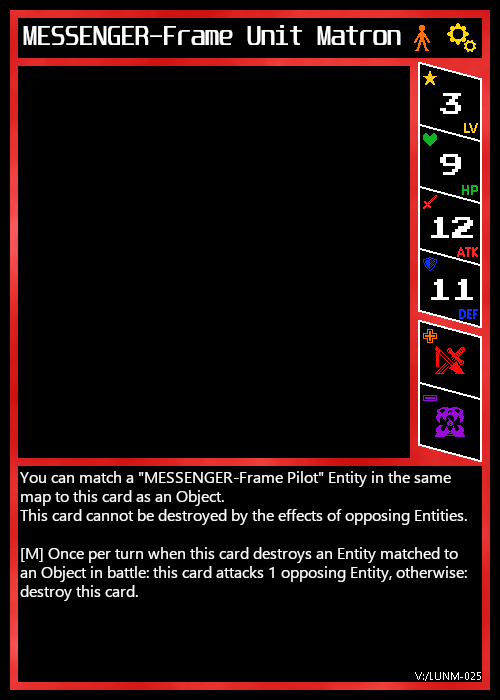 MESSENGER-Frame Unit Matron
3
LV
9
HP
12
ATK
11
DEF
You can match a "MESSENGER-Frame Pilot" Entity in the same
map to this card as an Object.
This card cannot be destroyed by the effects of opposing Entities.
[M] Once per turn when this card destroys an Entity matched to
an Object in battle: this card attacks 1 opposing Entity, otherwise:
destroy this card.
V:/LUNM-025